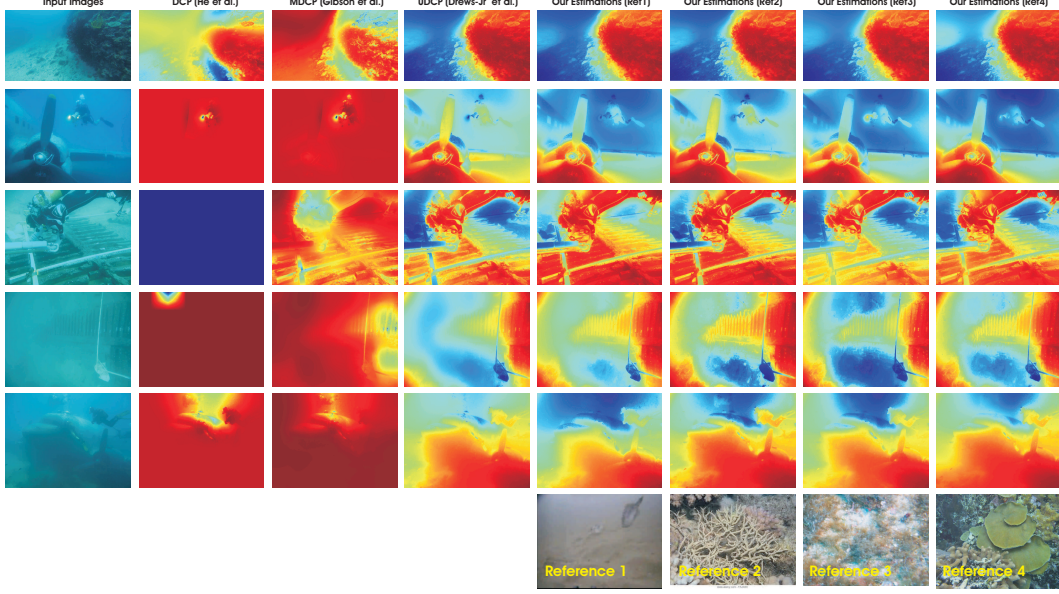 Input Images
DCP (He et al.)
MDCP (Gibson et al.)
UDCP (Drews-Jr et al.)
Our Estimations (Ref1)
Our Estimations (Ref2)
Our Estimations (Ref3)
Our Estimations (Ref4)
Reference 1
Reference 2
Reference 3
Reference 4